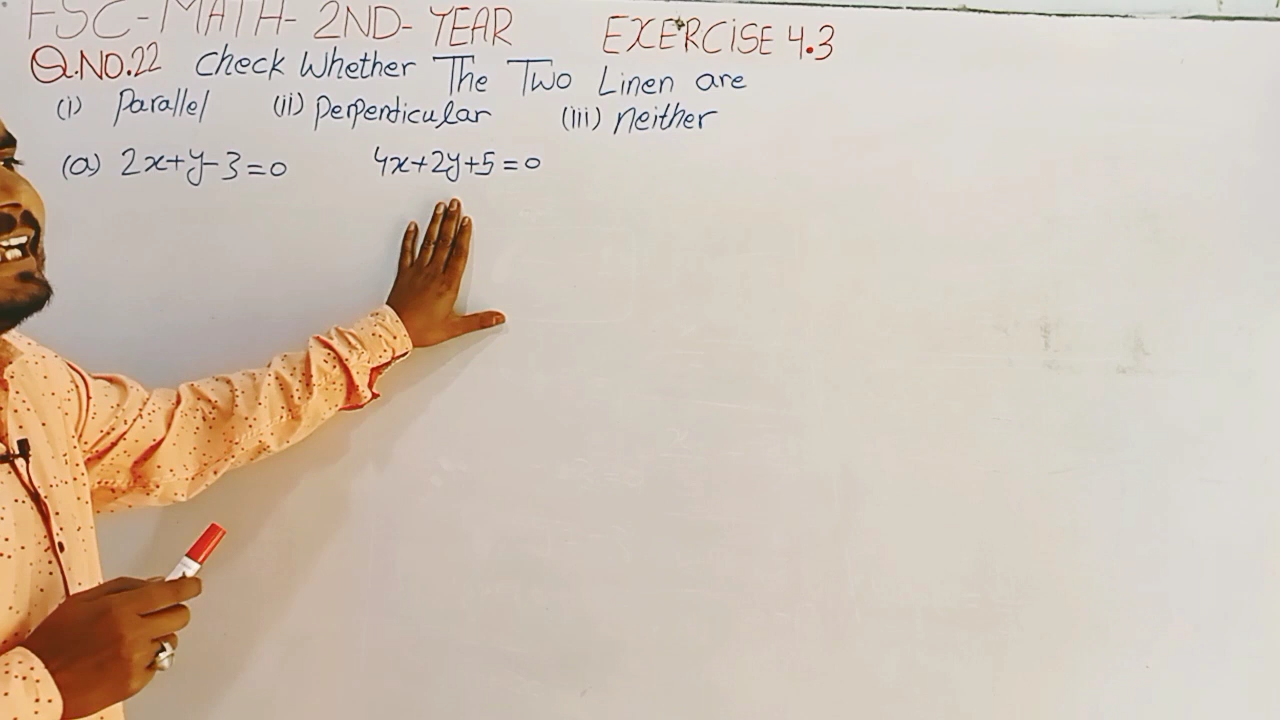 FSC-MATH-2ND-YEAR EXERCISE 4.3
Q.NO.22 Check Whether The Two Linen are
(i) Parallel (ii) perpendicular (iii) neither
(a) 2x+y-3=0 4x+2y+5=0